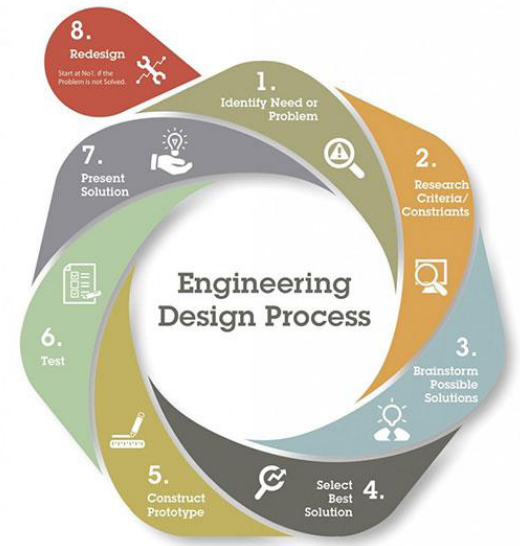 8.
Redesign
Start at No1. if the
Problem is not Solved.
1.
Identify Need or
Problem
2.
Research
Criteria/
Constriants
3.
Brainstorm
Possible
Solutions
4.
Select
Best
Solution
5.
Construct
Prototype
6.
Test
7.
Present
Solution
Engineering
Design Process